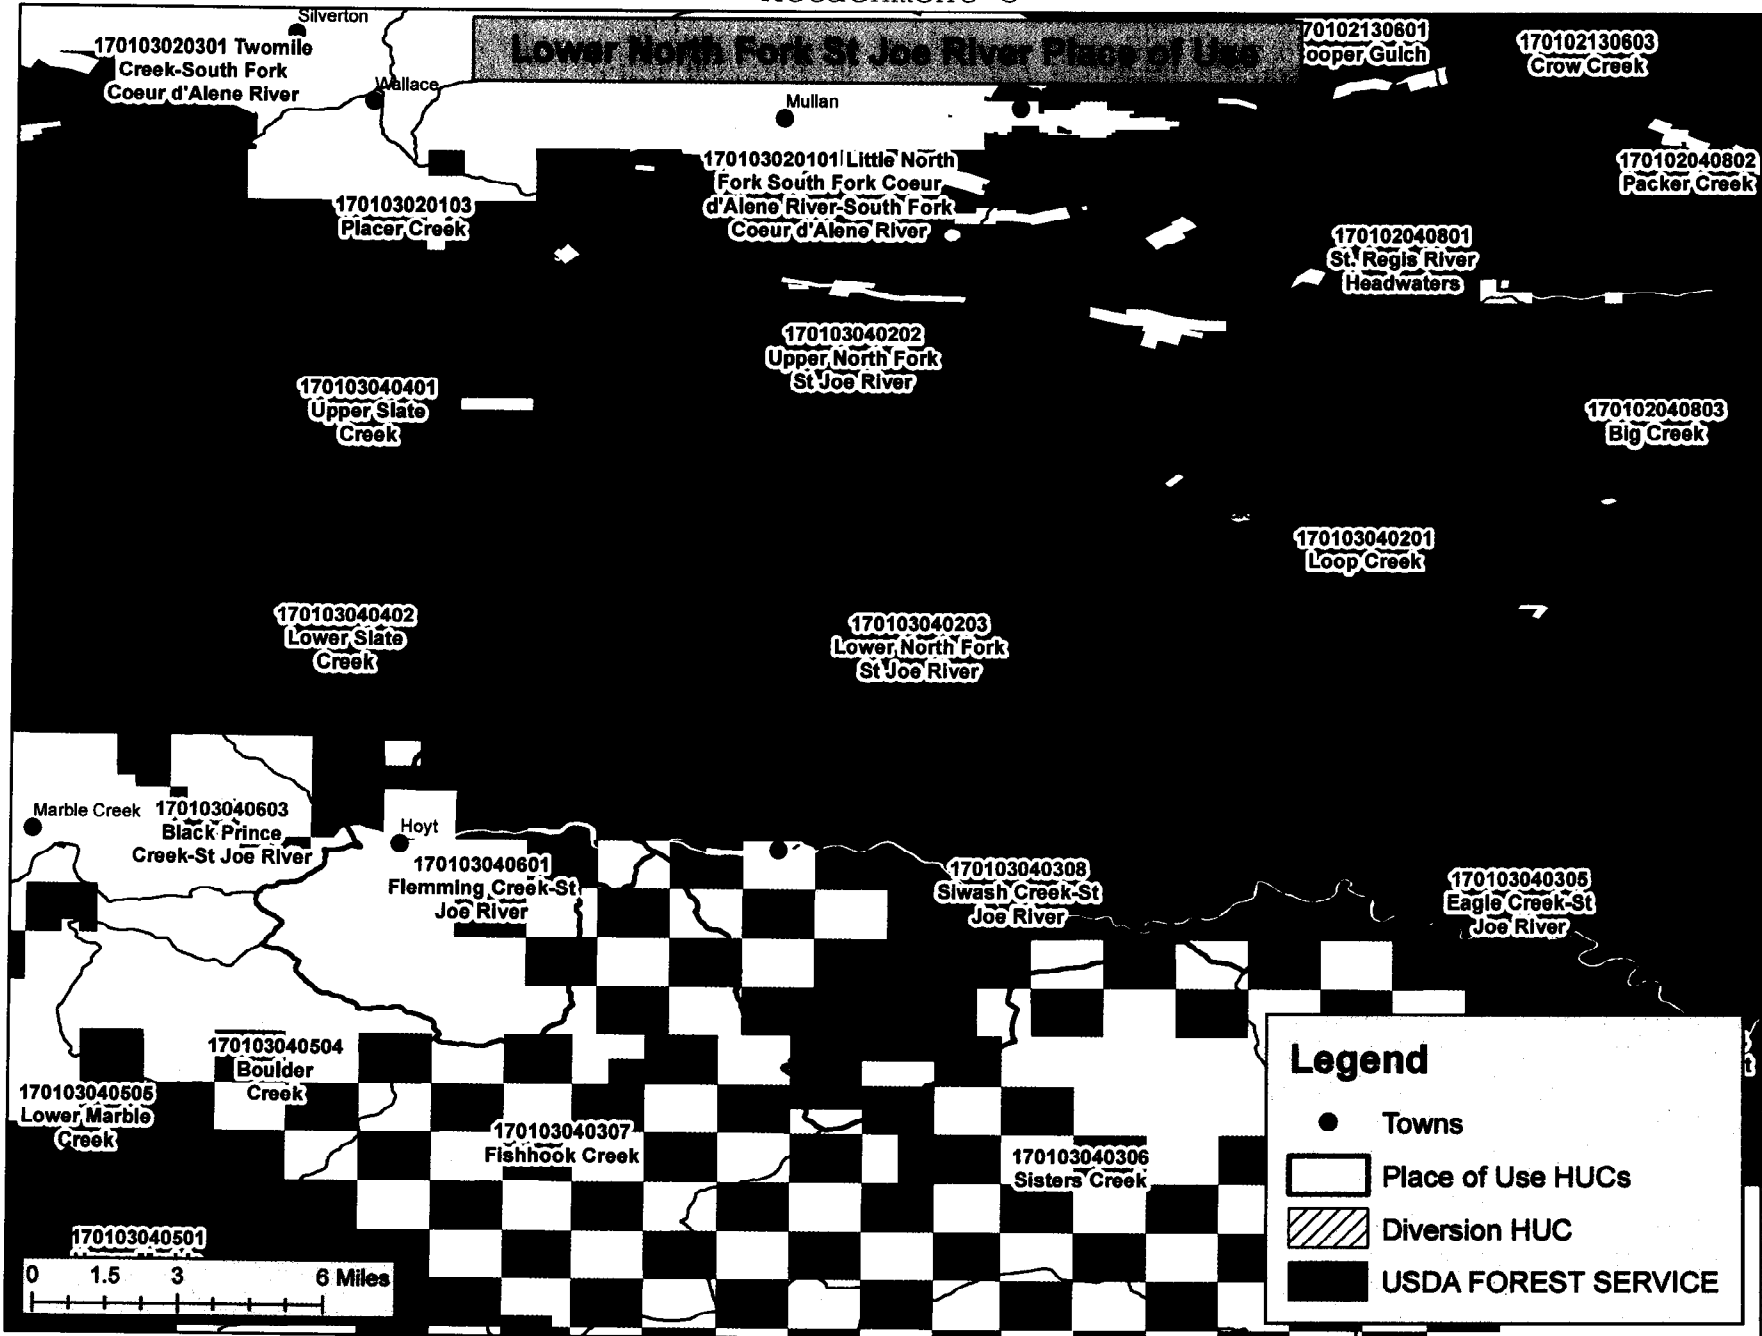 Lower North Fork St Joe River Place of Use
Silverton
170103020301 Twomile
Creek-South Fork
Coeur d'Alene River
Wallace
Mullan
70102130601
ooper Gulch
170102130603
Crow Creek
170103020101 Little North
Fork South Fork Coeur
d'Alene River-South Fork
Coeur d'Alene River
170102040802
Packer Creek
170103020103
Placer Creek
170102040801
St. Regis River
Headwaters
170103040202
Upper North Fork
St Joe River
170103040401
Upper Slate
Creek
170102040803
Big Creek
170103040201
Loop Creek
170103040402
Lower Slate
Creek
170103040203
Lower North Fork
St Joe River
Marble Creek
170103040603
Black Prince
Creek-St Joe River
Hoyt
170103040601
Flemming Creek-St
Joe River
170103040308
Siwash Creek-St
Joe River
170103040305
Eagle Creek-St
Joe River
170103040504
Boulder
Creek
170103040505
Lower Marble
Creek
170103040307
Fishhook Creek
170103040306
Sisters Creek
170103040501
0 1.5 3 6 Miles
Legend
Towns
Place of Use HUCs
Diversion HUC
USDA FOREST SERVICE